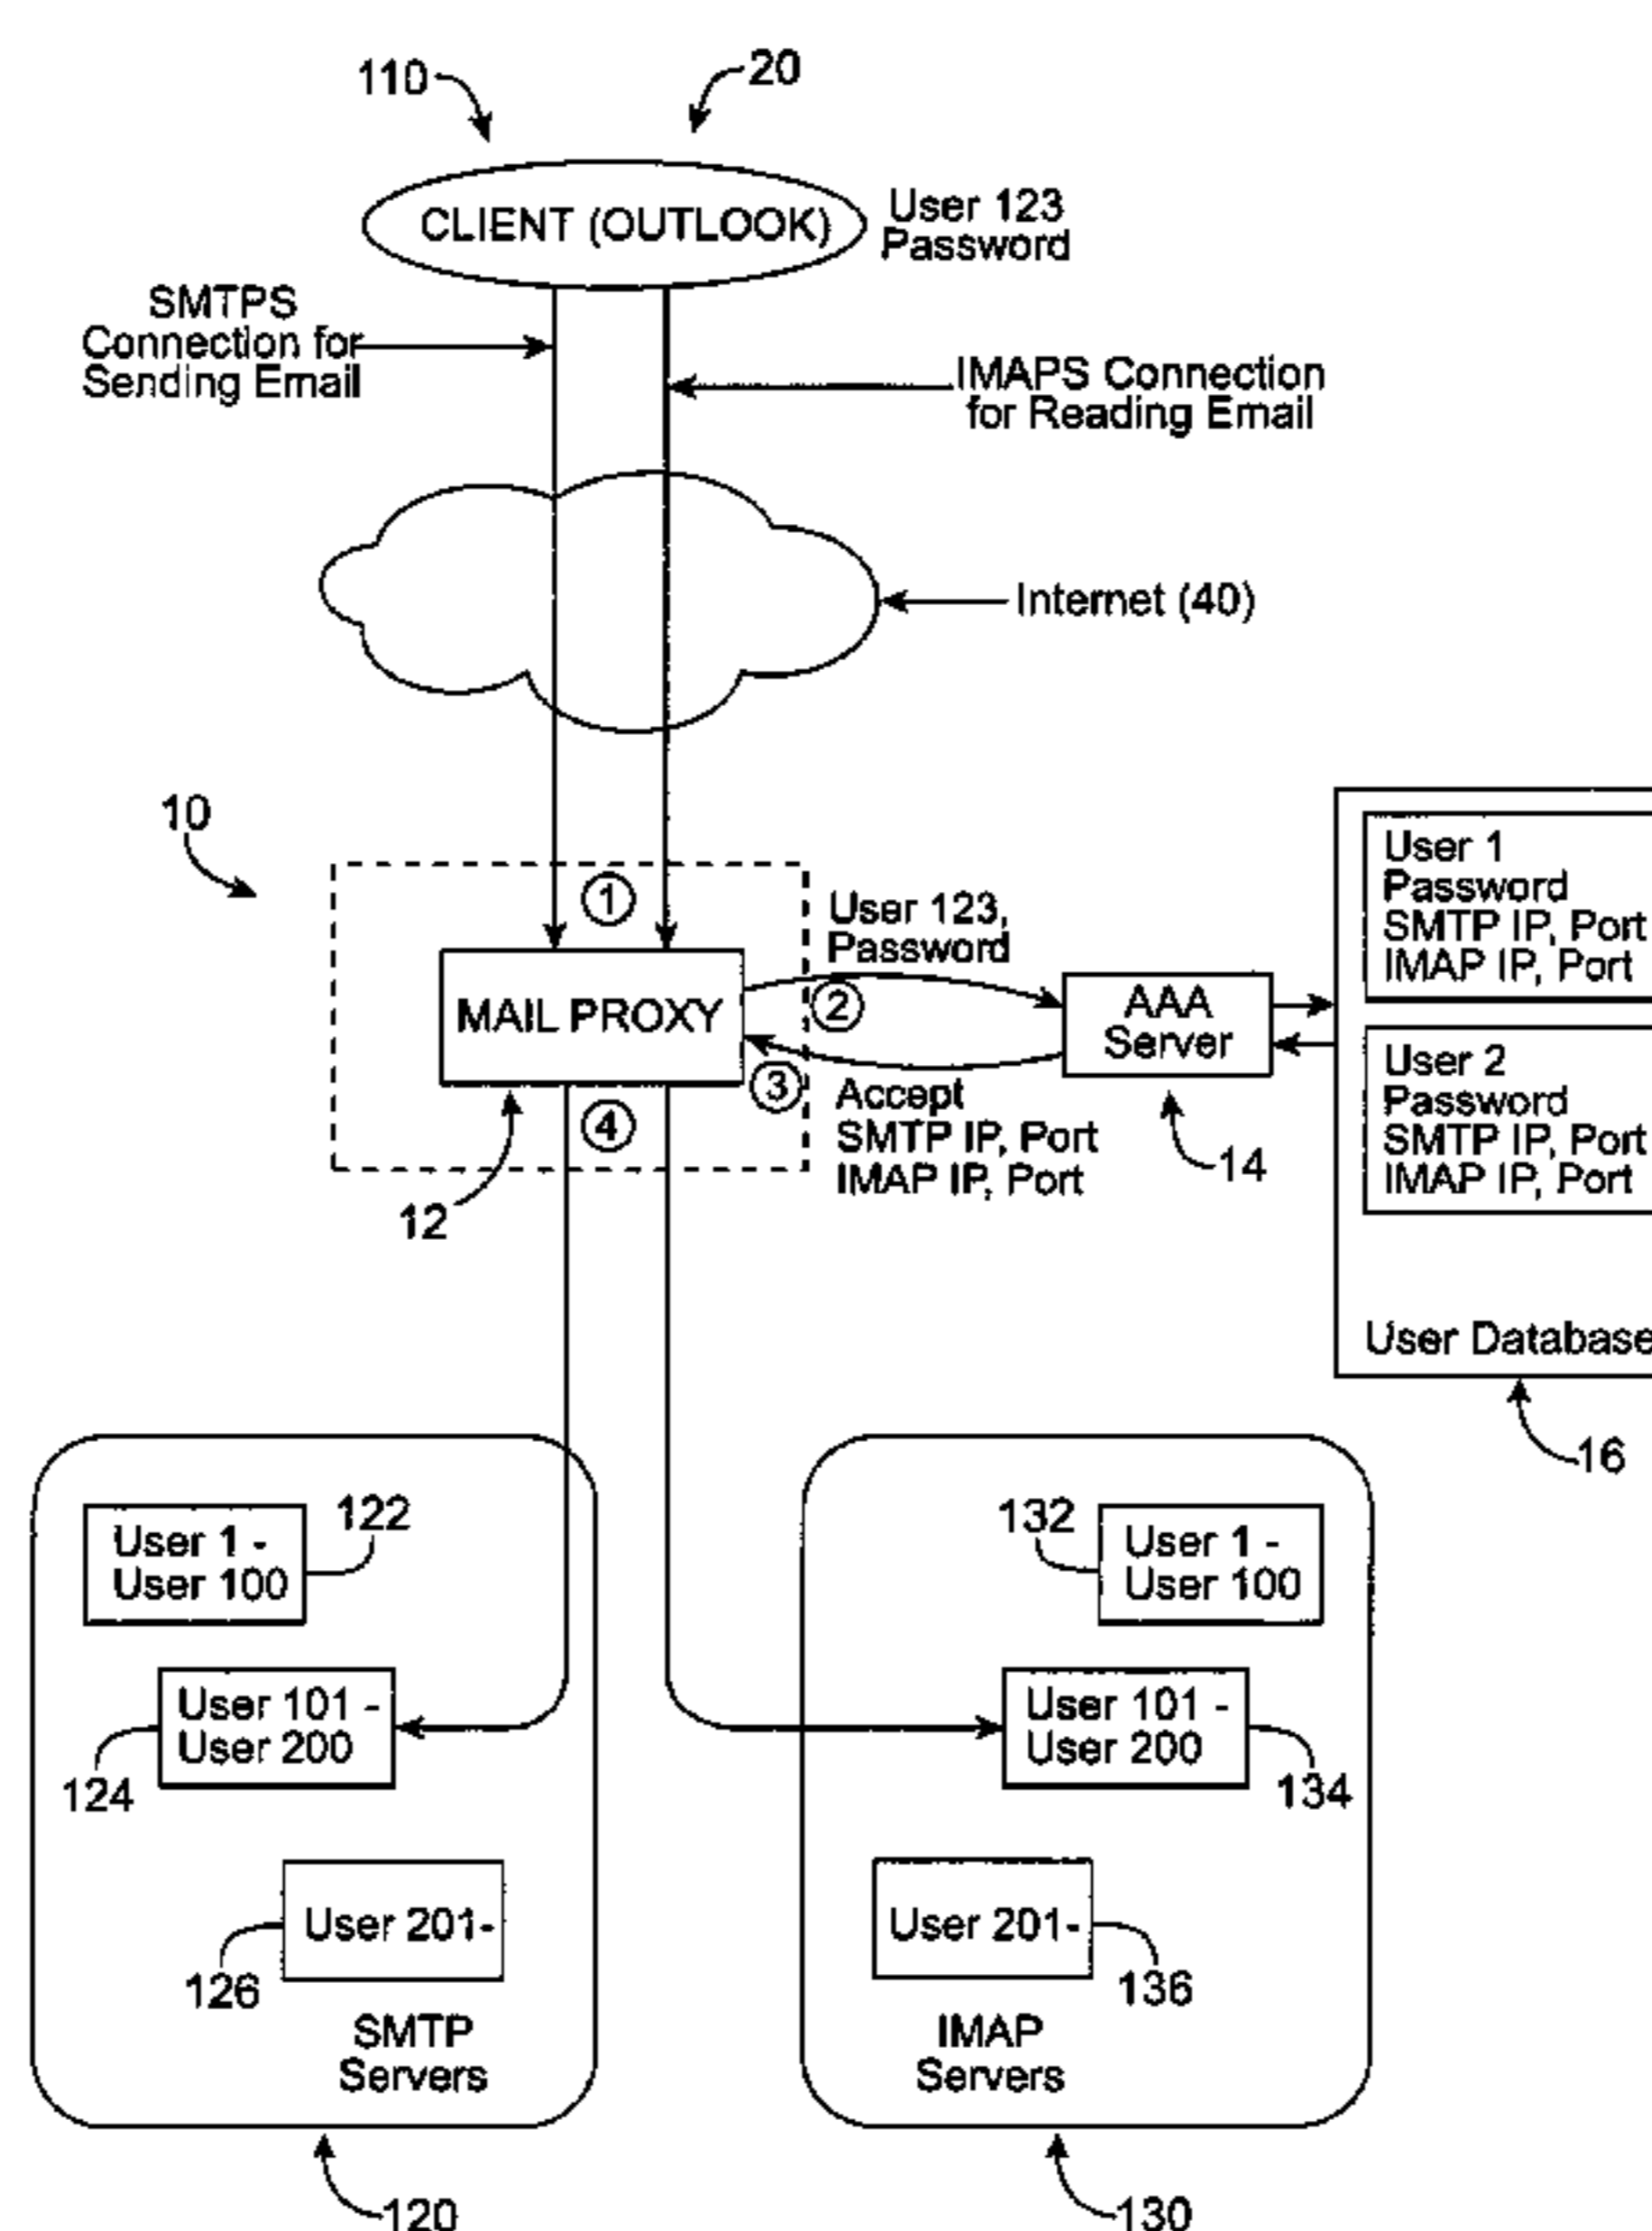 110
20
CLIENT (OUTLOOK)
User 123
Password
SMTPS
Connection for
Sending Email
IMAPS Connection
for Reading Email
Internet (40)
10
1
User 123,
Password
MAIL PROXY
2
AAA
Server
3
Accept
SMTP IP, Port
IMAP IP, Port
4
12
14
User 1
Password
SMTP IP, Port
IMAP IP, Port
User 2
Password
SMTP IP, Port
IMAP IP, Port
User Database
16
User 1 -
User 100
122
User 101 -
User 200
124
User 201-
126
SMTP
Servers
120
132
User 1 -
User 100
User 101 -
User 200
134
User 201-
136
IMAP
Servers
130